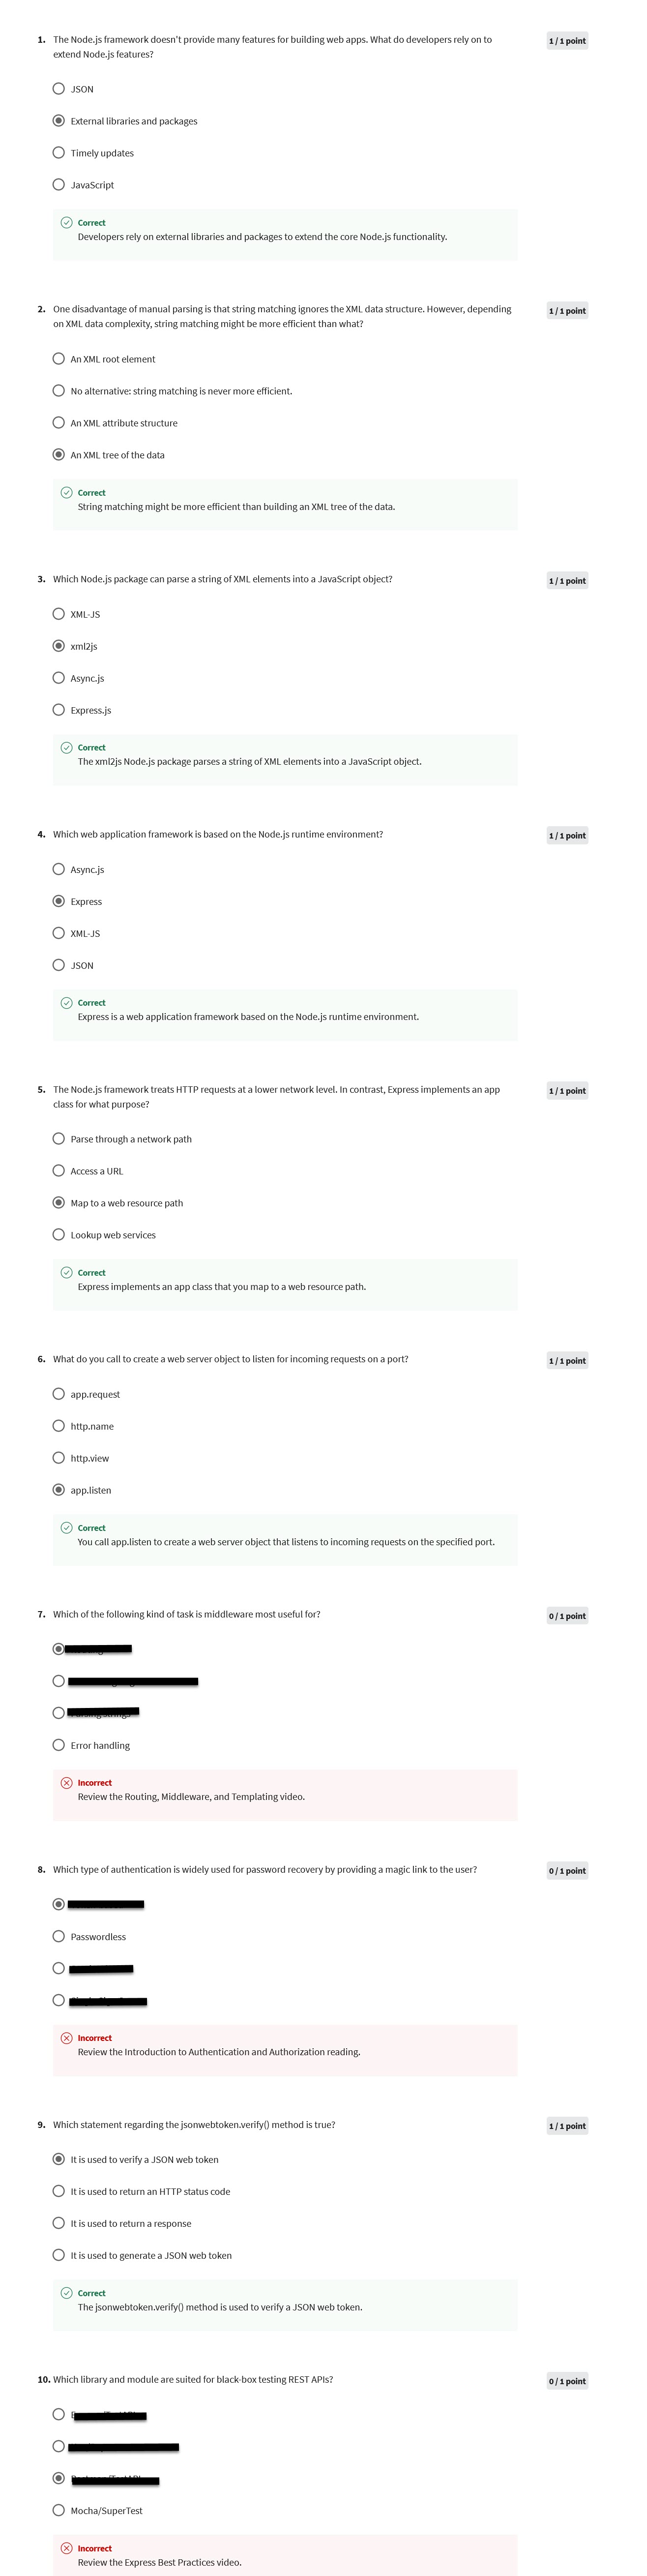 1. The Node.js framework doesn't provide many features for building web apps. What do developers rely on to
extend Node.js features?
1 / 1 point
JSON
External libraries and packages
Timely updates
JavaScript
Correct
Developers rely on external libraries and packages to extend the core Node.js functionality.
2. One disadvantage of manual parsing is that string matching ignores the XML data structure. However, depending
on XML data complexity, string matching might be more efficient than what?
1 / 1 point
An XML root element
No alternative: string matching is never more efficient.
An XML attribute structure
An XML tree of the data
Correct
String matching might be more efficient than building an XML tree of the data.
3. Which Node.js package can parse a string of XML elements into a JavaScript object?
1 / 1 point
XML-JS
xml2js
Async.js
Express.js
Correct
The xml2js Node.js package parses a string of XML elements into a JavaScript object.
4. Which web application framework is based on the Node.js runtime environment?
1 / 1 point
Async.js
Express
XML-JS
JSON
Correct
Express is a web application framework based on the Node.js runtime environment.
5. The Node.js framework treats HTTP requests at a lower network level. In contrast, Express implements an app
class for what purpose?
1 / 1 point
Parse through a network path
Access a URL
Map to a web resource path
Lookup web services
Correct
Express implements an app class that you map to a web resource path.
6. What do you call to create a web server object to listen for incoming requests on a port?
1 / 1 point
app.request
http.name
http.view
app.listen
Correct
You call app.listen to create a web server object that listens to incoming requests on the specified port.
7. Which of the following kind of task is middleware most useful for?
0 / 1 point
Error handling
Incorrect
Review the Routing, Middleware, and Templating video.
8. Which type of authentication is widely used for password recovery by providing a magic link to the user?
0 / 1 point
Passwordless
Incorrect
Review the Introduction to Authentication and Authorization reading.
9. Which statement regarding the jsonwebtoken.verify() method is true?
1 / 1 point
It is used to verify a JSON web token
It is used to return an HTTP status code
It is used to return a response
It is used to generate a JSON web token
Correct
The jsonwebtoken.verify() method is used to verify a JSON web token.
10. Which library and module are suited for black-box testing REST APIs?
0 / 1 point
Mocha/SuperTest
Incorrect
Review the Express Best Practices video.